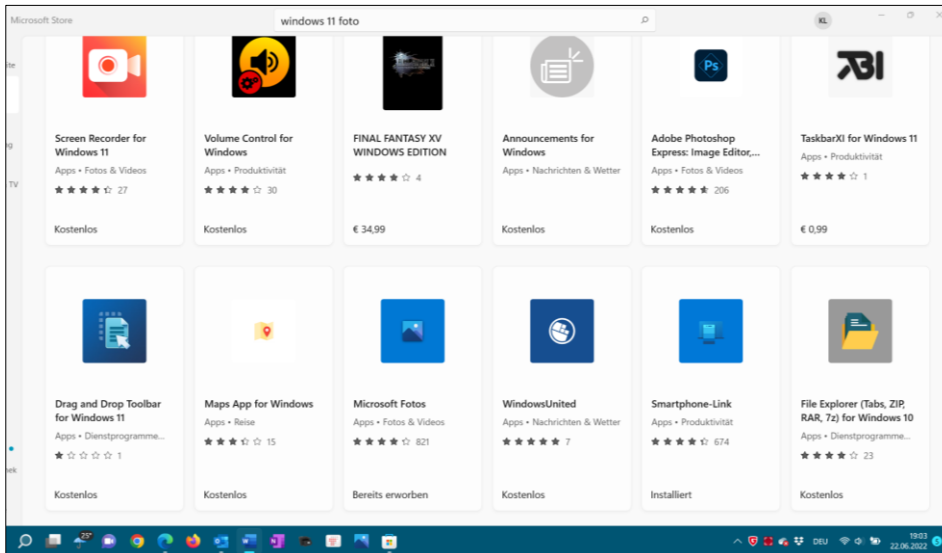 Microsoft Store
windows 11 foto
KL
Screen Recorder for
Windows 11
Apps • Fotos & Videos
27
Kostenlos
Volume Control for
Windows
Apps • Produktivität
30
Kostenlos
FINAL FANTASY XV
WINDOWS EDITION
4
€ 34,99
Announcements for
Windows
Apps • Nachrichten & Wetter
Kostenlos
Ps
Adobe Photoshop
Express: Image Editor,...
Apps • Fotos & Videos
206
Kostenlos
TaskbarXI for Windows 11
Apps • Produktivität
1
€ 0,99
TV
Drag and Drop Toolbar
for Windows 11
Apps • Dienstprogramme...
1
Kostenlos
Maps App for Windows
Apps • Reise
15
Kostenlos
Microsoft Fotos
Apps • Fotos & Videos
821
Bereits erworben
WindowsUnited
Apps • Nachrichten & Wetter
7
Kostenlos
Smartphone-Link
Apps • Produktivität
674
Installiert
File Explorer (Tabs, ZIP,
RAR, 7z) for Windows 10
Apps • Dienstprogramme...
23
Kostenlos
25°
DEU
19:03
22.06.2022